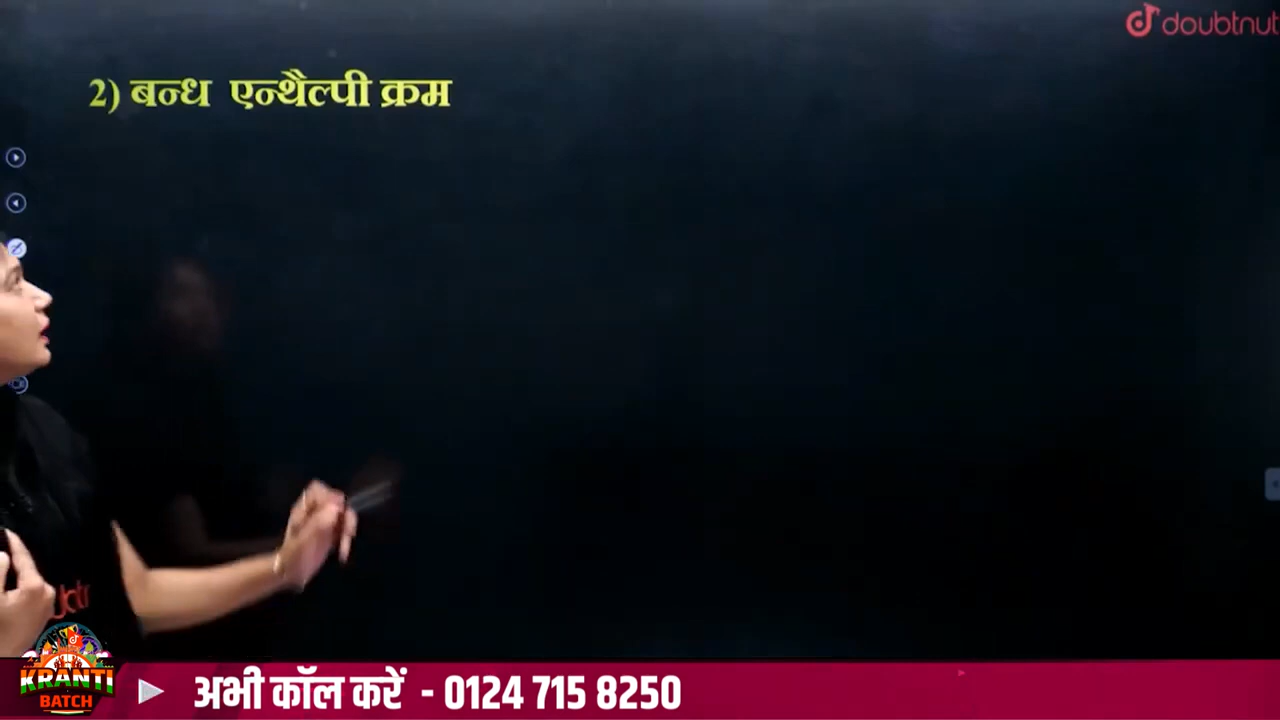 doubtnut
2) बन्ध एन्थैल्पी क्रम
KRANTI
BATCH
अभी कॉल करें - 0124 715 8250